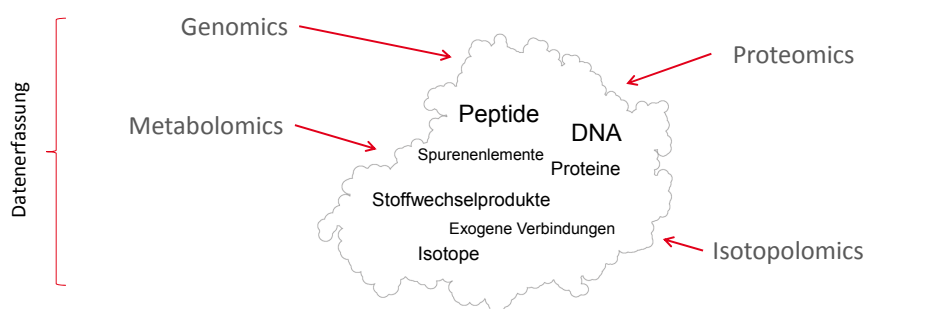 Genomics
Proteomics
Datenerfassung
Metabolomics
Peptide
DNA
Spurenenlemente
Proteine
Stoffwechselprodukte
Exogene Verbindungen
Isotope
Isotopolomics